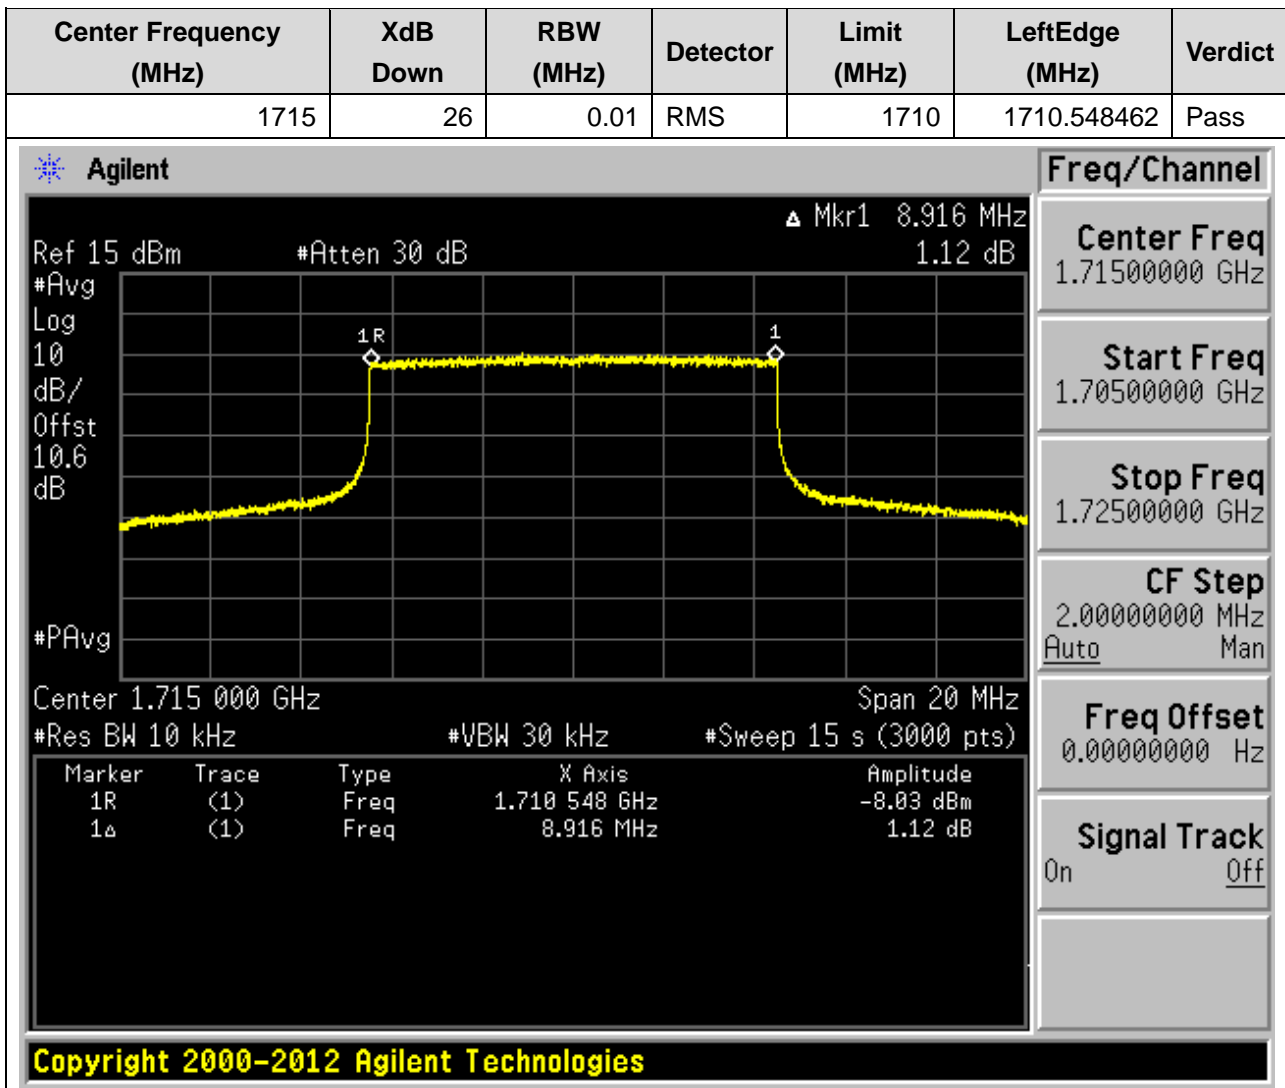 Center Frequency (MHz) XdB Down RBW (MHz) Detector Limit (MHz) LeftEdge (MHz) Verdict
1715 26 0.01 RMS 1710 1710.548462 Pass
Agilent
Freq/Channel
Δ Mkr1 8.916 MHz
Ref 15 dBm #Atten 30 dB 1.12 dB
#Avg
Log
10
dB/
Offst
10.6
dB
#PAvg
1R
1
Center 1.715 000 GHz Span 20 MHz
#Res BW 10 kHz #VBW 30 kHz #Sweep 15 s (3000 pts)
Marker Trace Type X Axis Amplitude
1R (1) Freq 1.710 548 GHz -8.03 dBm
1Δ (1) Freq 8.916 MHz 1.12 dB
Center Freq
1.71500000 GHz
Start Freq
1.70500000 GHz
Stop Freq
1.72500000 GHz
CF Step
2.00000000 MHz
Auto Man
Freq Offset
0.00000000 Hz
Signal Track
On Off
Copyright 2000-2012 Agilent Technologies